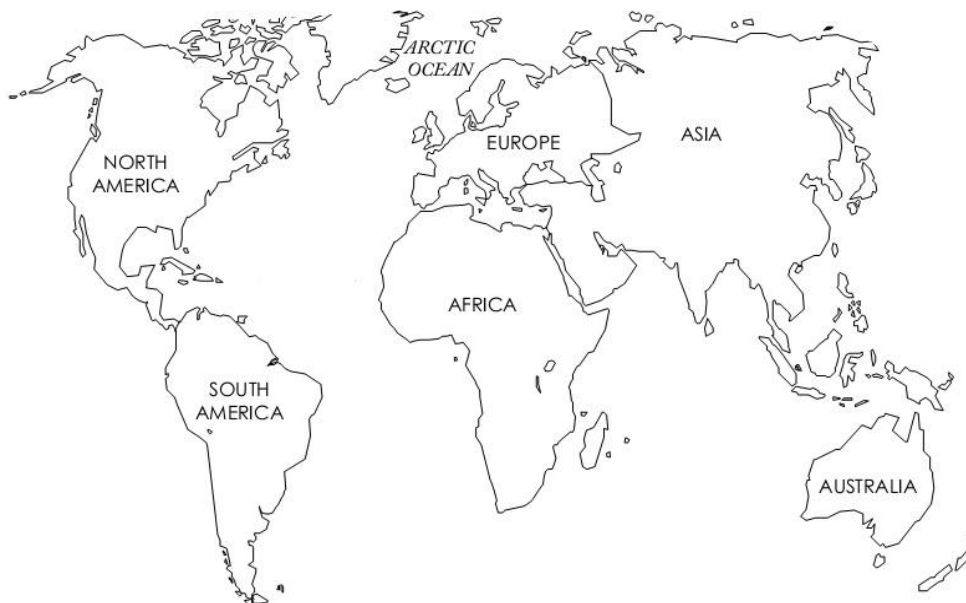 ARCTIC
OCEAN
NORTH
AMERICA
EUROPE
ASIA
AFRICA
SOUTH
AMERICA
AUSTRALIA